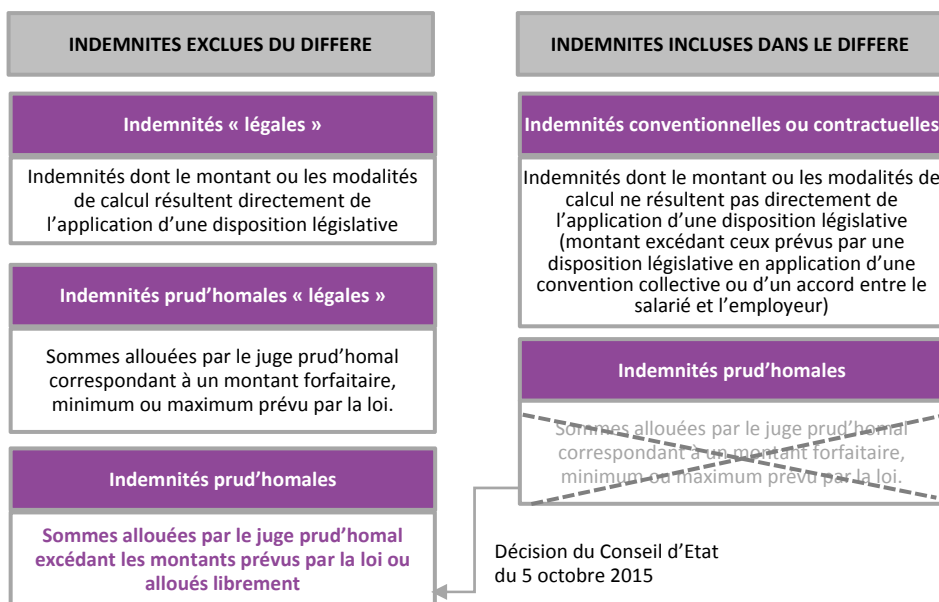 INDEMNITES EXCLUES DU DIFFERE
Indemnités « légales »
Indemnités dont le montant ou les modalités
de calcul résultent directement de
l’application d’une disposition législative
Indemnités prud’homales « légales »
Sommes allouées par le juge prud’homal
correspondant à un montant forfaitaire,
minimum ou maximum prévu par la loi.
Indemnités prud’homales
Sommes allouées par le juge prud’homal
excédant les montants prévus par la loi ou
alloués librement
INDEMNITES INCLUSES DANS LE DIFFERE
Indemnités conventionnelles ou contractuelles
Indemnités dont le montant ou les modalités de
calcul ne résultent pas directement de
l’application d’une disposition législative
(montant excédant ceux prévus par une
disposition législative en application d’une
convention collective ou d’un accord entre le
salarié et l’employeur)
Indemnités prud’homales
Sommes allouées par le juge prud’homal
correspondant à un montant forfaitaire,
minimum ou maximum prévu par la loi.
Décision du Conseil d’Etat
du 5 octobre 2015